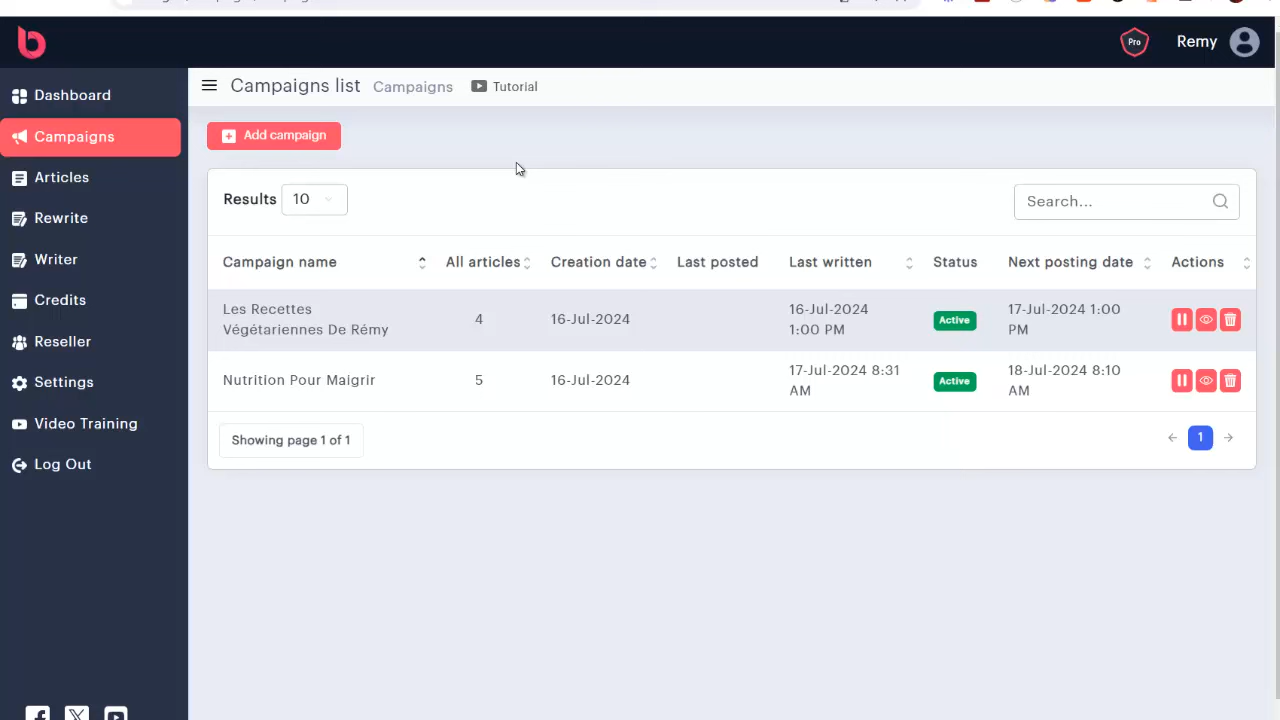 Pro
Remy
Dashboard
Campaigns
Articles
Rewrite
Writer
Credits
Reseller
Settings
Video Training
Log Out
Campaigns list Campaigns Tutorial
Add campaign
Results 10
Search...
Campaign name All articles Creation date Last posted Last written Status Next posting date Actions
Les Recettes
Végétariennes De Rémy
4
16-Jul-2024
16-Jul-2024
1:00 PM
Active
17-Jul-2024 1:00
PM
Nutrition Pour Maigrir
5
16-Jul-2024
17-Jul-2024 8:31
AM
Active
18-Jul-2024 8:10
AM
Showing page 1 of 1
1